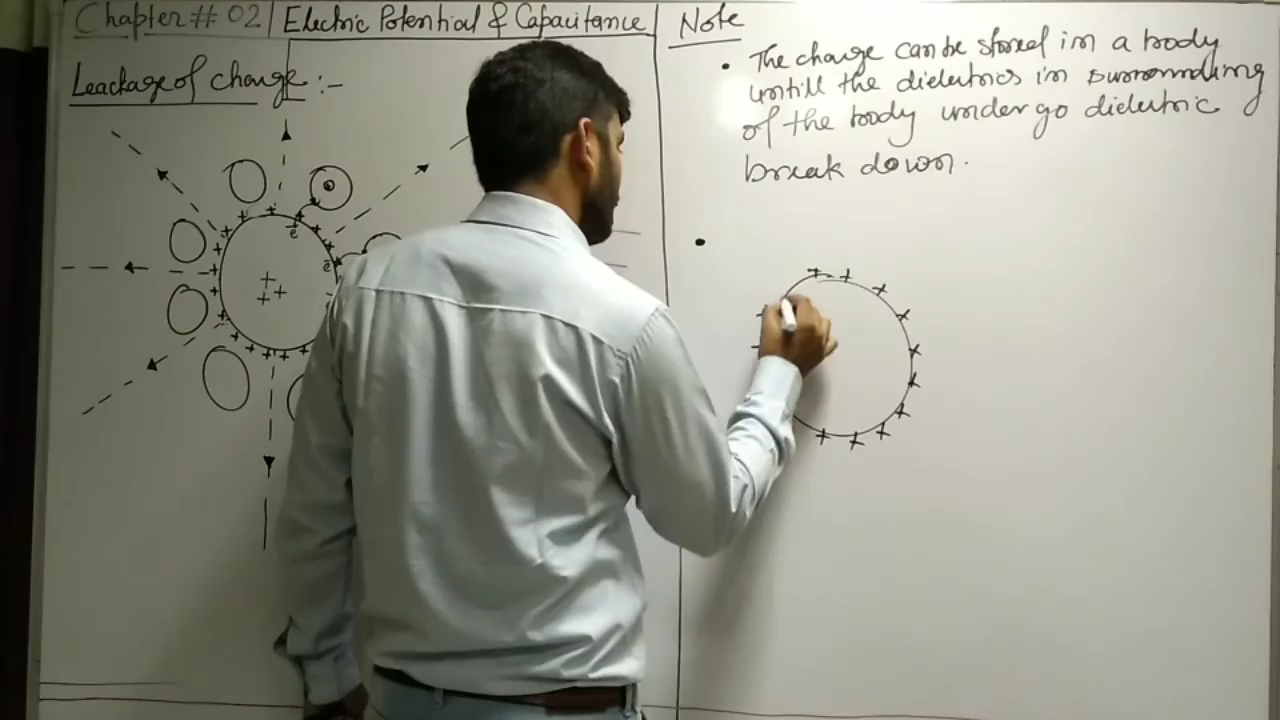 Chapter # 02 Electric Potential & Capacitance
Leackage of charge :-
Note
• The charge can be stored in a body
untill the dielectrics in surrounding
of the body undergo dielectric
break down.
•
+ + + + + + + + + + + + + + + + + + +
e̅
e̅
+ + + + + + + + + + + +